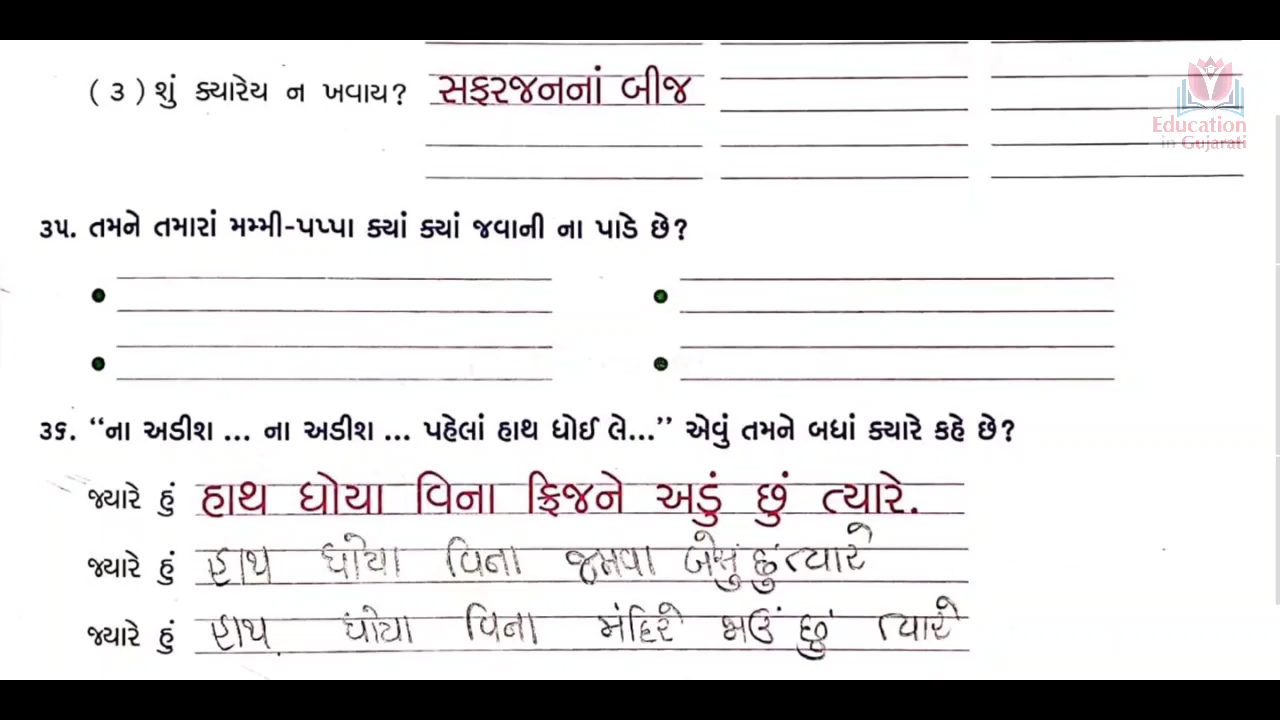 (૩) શું ક્યારેય ન ખવાય? સફરજનનાં બીજ
Education
in Gujarati
૩૫. તમને તમારાં મમ્મી-પપ્પા ક્યાં ક્યાં જવાની ના પાડે છે?
૩૬. “ના અડીશ ... ના અડીશ ... પહેલાં હાથ ધોઈ લે...” એવું તમને બધાં ક્યારે કહે છે?
જ્યારે હું હાથ ધોયા વિના ફ્રિજને અડું છું ત્યારે.
જ્યારે હું હાથ ધોયા વિના જમવા બેસુ છુ ત્યારે
જ્યારે હું હાથ ધોયા વિના મંદિરે જાઉં છુ ત્યારે